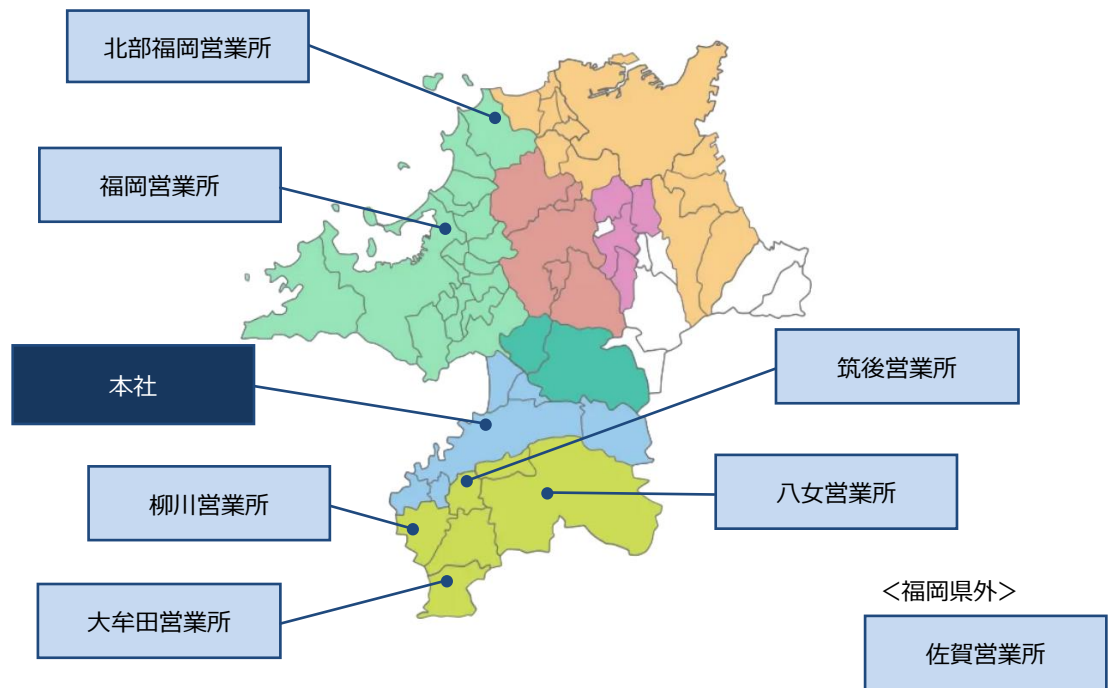 北部福岡営業所
福岡営業所
本社
筑後営業所
柳川営業所
八女営業所
大牟田営業所
＜福岡県外＞
佐賀営業所